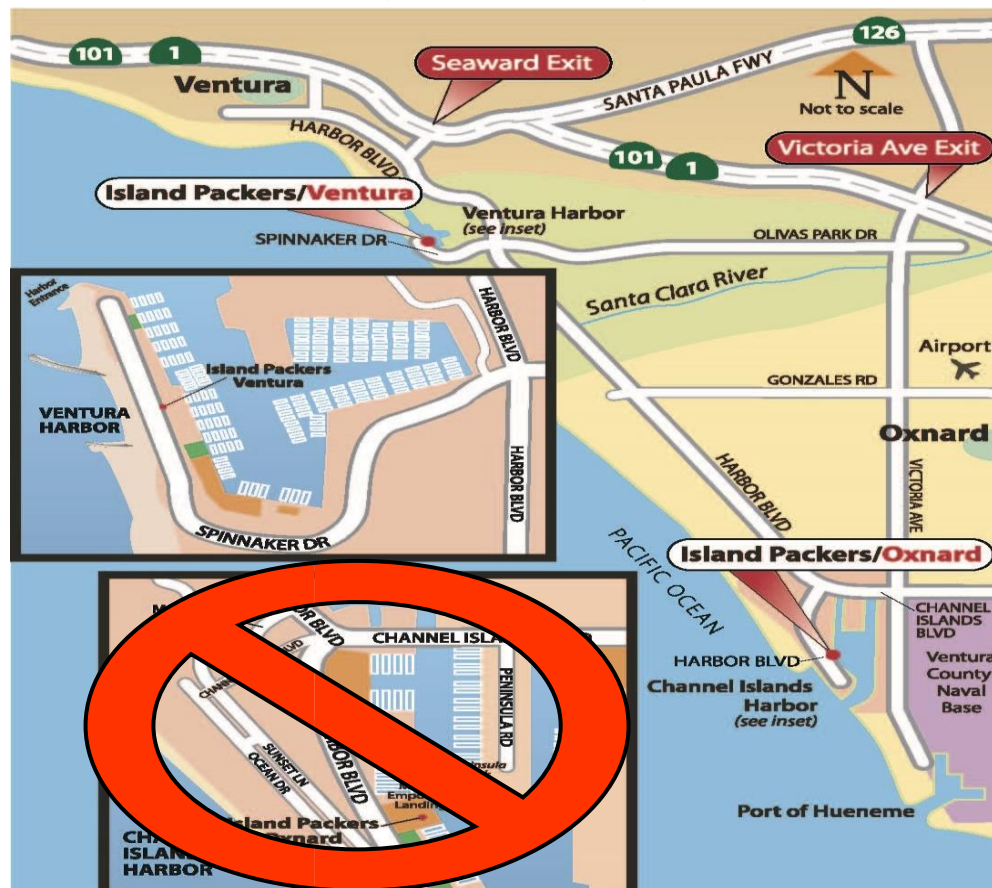 101
1
126
Seaward Exit
Ventura
SANTA PAULA FWY
N
Not to scale
HARBOR BLVD
101
1
Victoria Ave Exit
Island Packers/Ventura
Ventura Harbor
(see inset)
SPINNAKER DR
OLIVAS PARK DR
Santa Clara River
Harbor
Entrance
HARBOR BLVD
Airport
Island Packers
Ventura
GONZALES RD
VENTURA
HARBOR
Oxnard
HARBOR BLVD
HARBOR BLVD
VICTORIA AVE
SPINNAKER DR
PACIFIC OCEAN
Island Packers/Oxnard
CHANNEL
ISLANDS
BLVD
HARBOR BLVD
Channel Islands
Harbor
(see inset)
Ventura
County
Naval
Base
Port of Hueneme
BLVD
CHANNEL
PENINSULA RD
SUNSET LN
OCEAN DR
BLVD
Landing
Island Packers
Oxnard
HARBOR